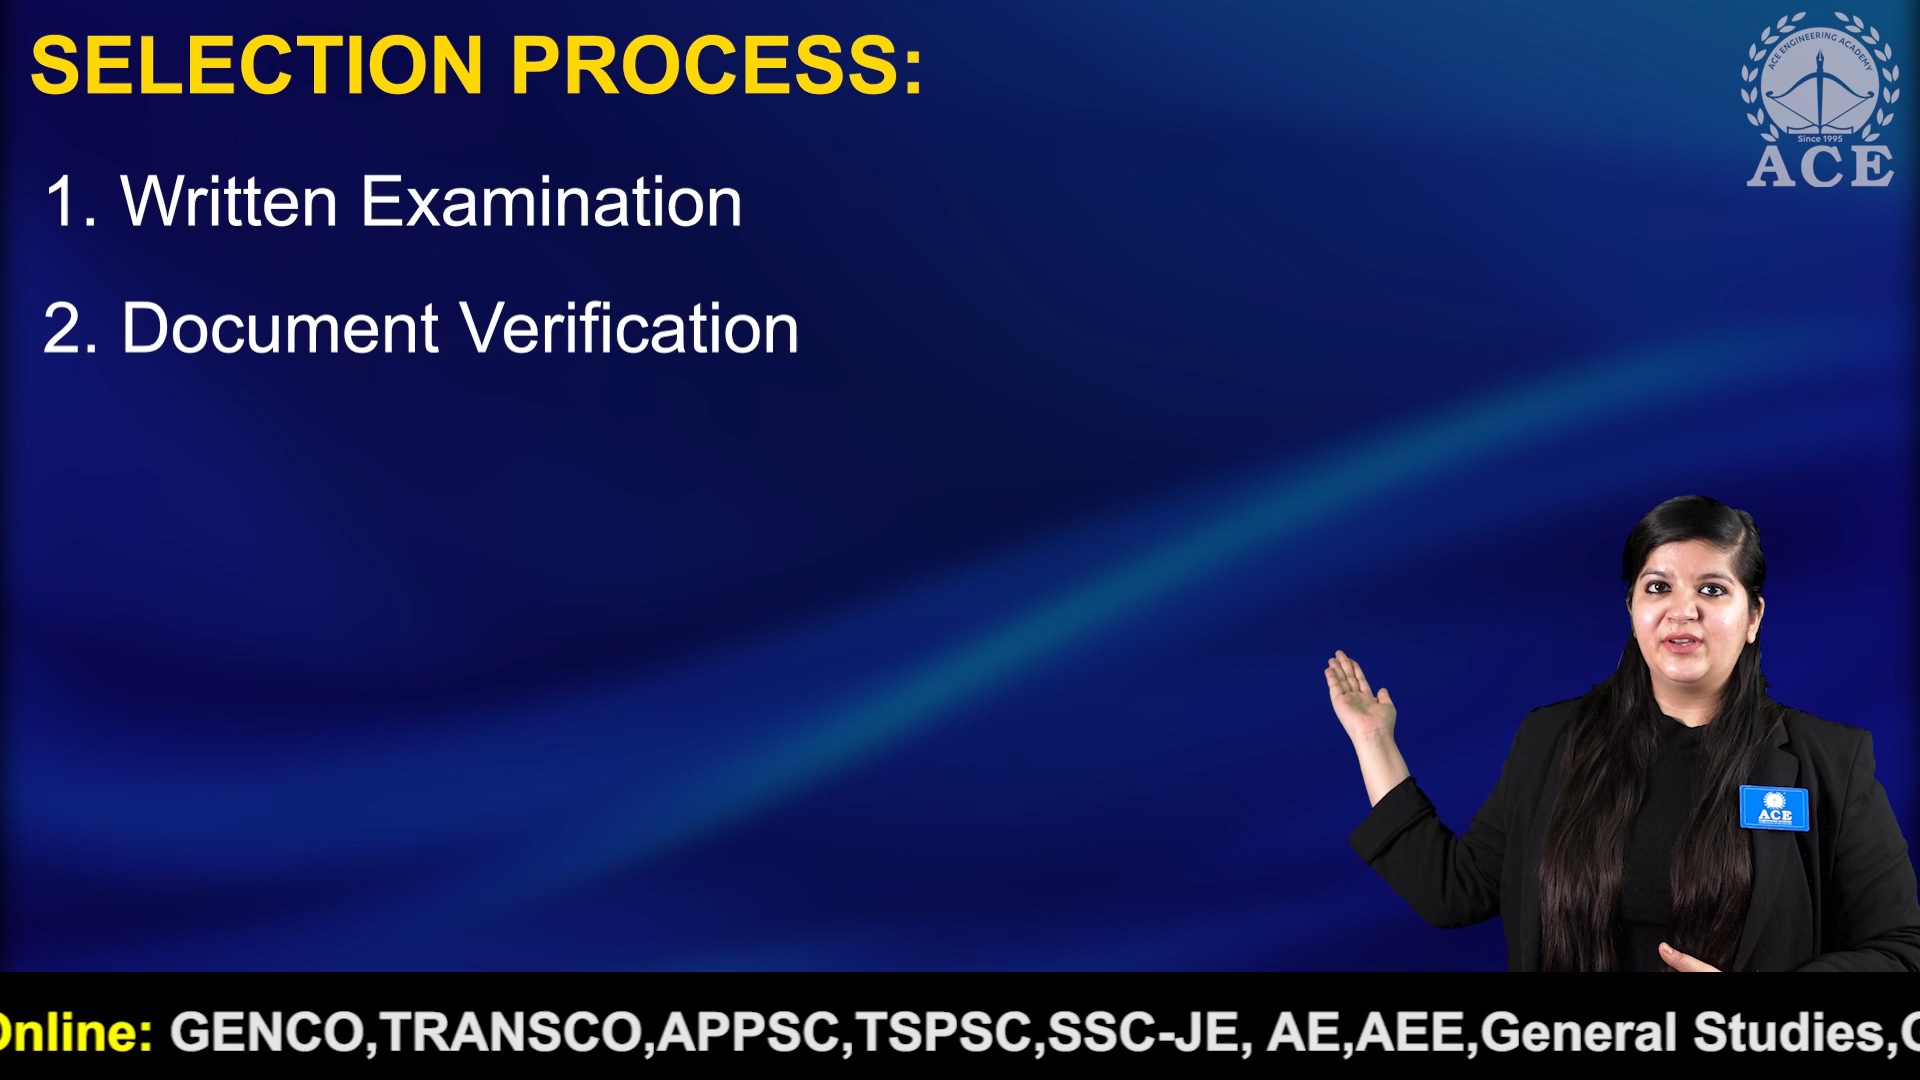 SELECTION PROCESS:
1. Written Examination
2. Document Verification
ACE ENGINEERING ACADEMY
Since 1995
ACE
ACE
Online: GENCO,TRANSCO,APPSC,TSPSC,SSC-JE, AE,AEE,General Studies,